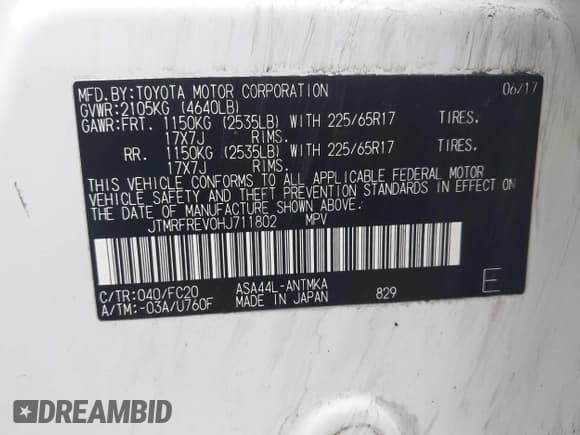 MFD.BY:TOYOTA MOTOR CORPORATION 06/17
GVWR:2105KG (4640LB)
GAWR:FRT. 1150KG (2535LB) WITH 225/65R17 TIRES.
17X7J RIMS.
RR. 1150KG (2535LB) WITH 225/65R17 TIRES.
17X7J RIMS.
THIS VEHICLE CONFORMS TO ALL APPLICABLE FEDERAL MOTOR
VEHICLE SAFETY AND THEFT PREVENTION STANDARDS IN EFFECT ON
THE DATE OF MANUFACTURE SHOWN ABOVE.
JTMRFREV0HJ711802 MPV
C/TR:040/FC20 ASA44L-ANTMKA
A/TM:-03A/U760F MADE IN JAPAN 829 E
DREAMBID